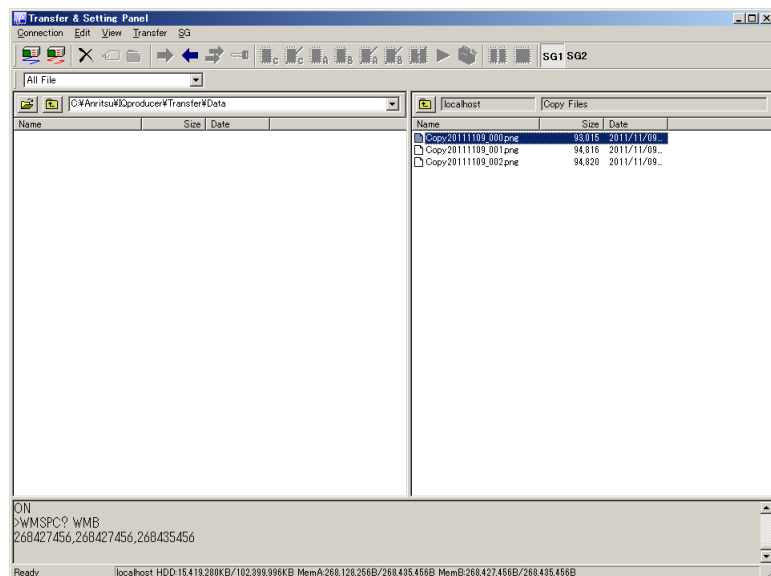 Transfer & Setting Panel
Connection Edit View Transfer SG
SG1 SG2
All File
C:¥Anritsu¥IQproducer¥Transfer¥Data
localhost Copy Files
Name Size Date
Name Size Date
Copy20111109_000.png 93,015 2011/11/09...
Copy20111109_001.png 94,816 2011/11/09...
Copy20111109_002.png 94,820 2011/11/09...
ON
>WMSPC? WMB
268427456,268427456,268435456
Ready localhost HDD:15,419,280KB/102,399,996KB MemA:268,128,256B/268,435,456B MemB:268,427,456B/268,435,456B